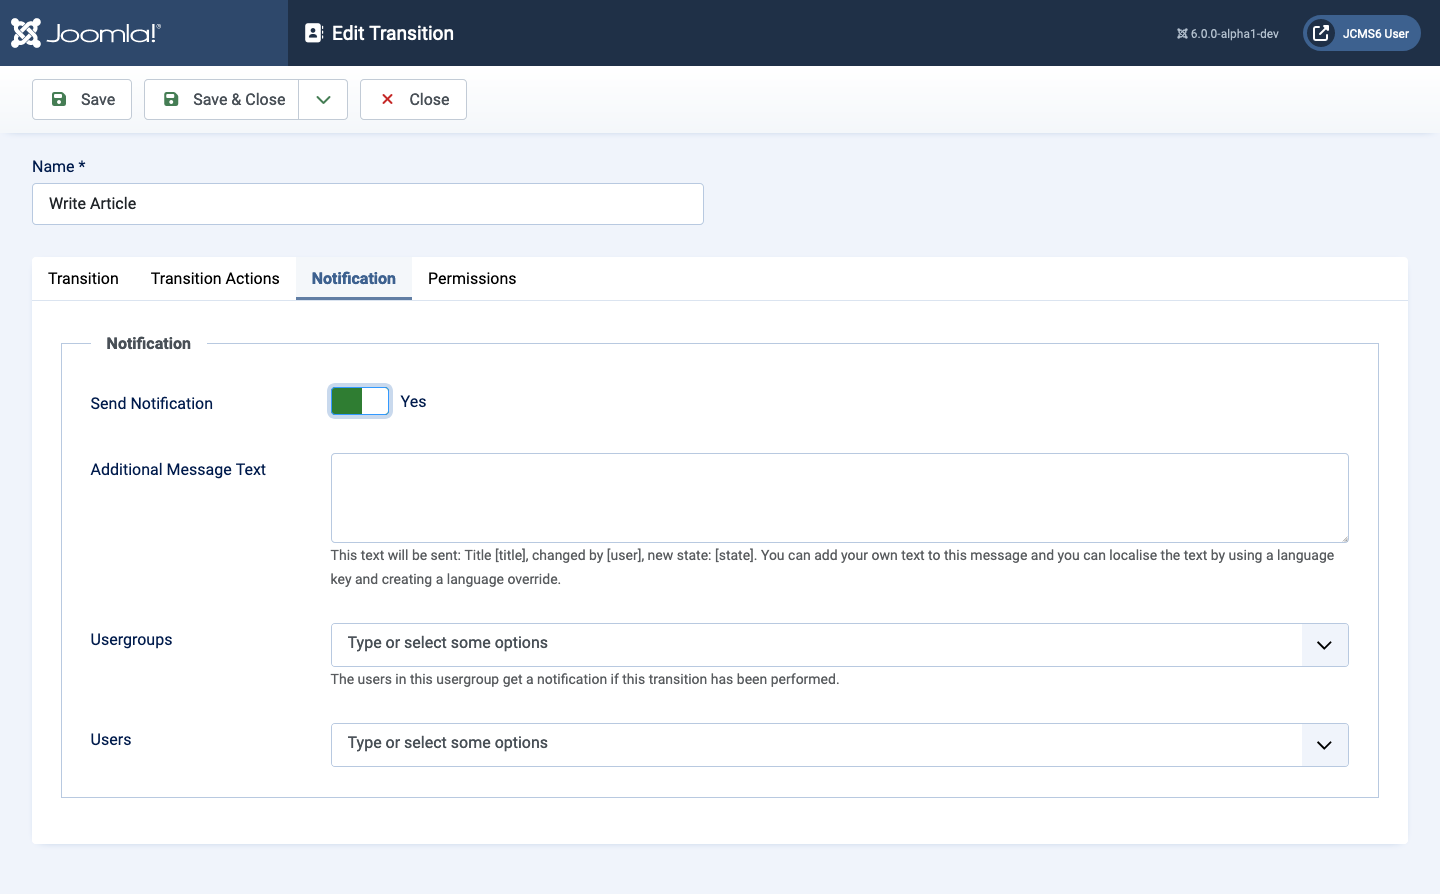 Joomla!®
Edit Transition
6.0.0-alpha1-dev
JCMS6 User
Save
Save & Close
Close
Name *
Write Article
Transition
Transition Actions
Notification
Permissions
Notification
Send Notification
Yes
Additional Message Text
This text will be sent: Title [title], changed by [user], new state: [state]. You can add your own text to this message and you can localise the text by using a language
key and creating a language override.
Usergroups
Type or select some options
The users in this usergroup get a notification if this transition has been performed.
Users
Type or select some options